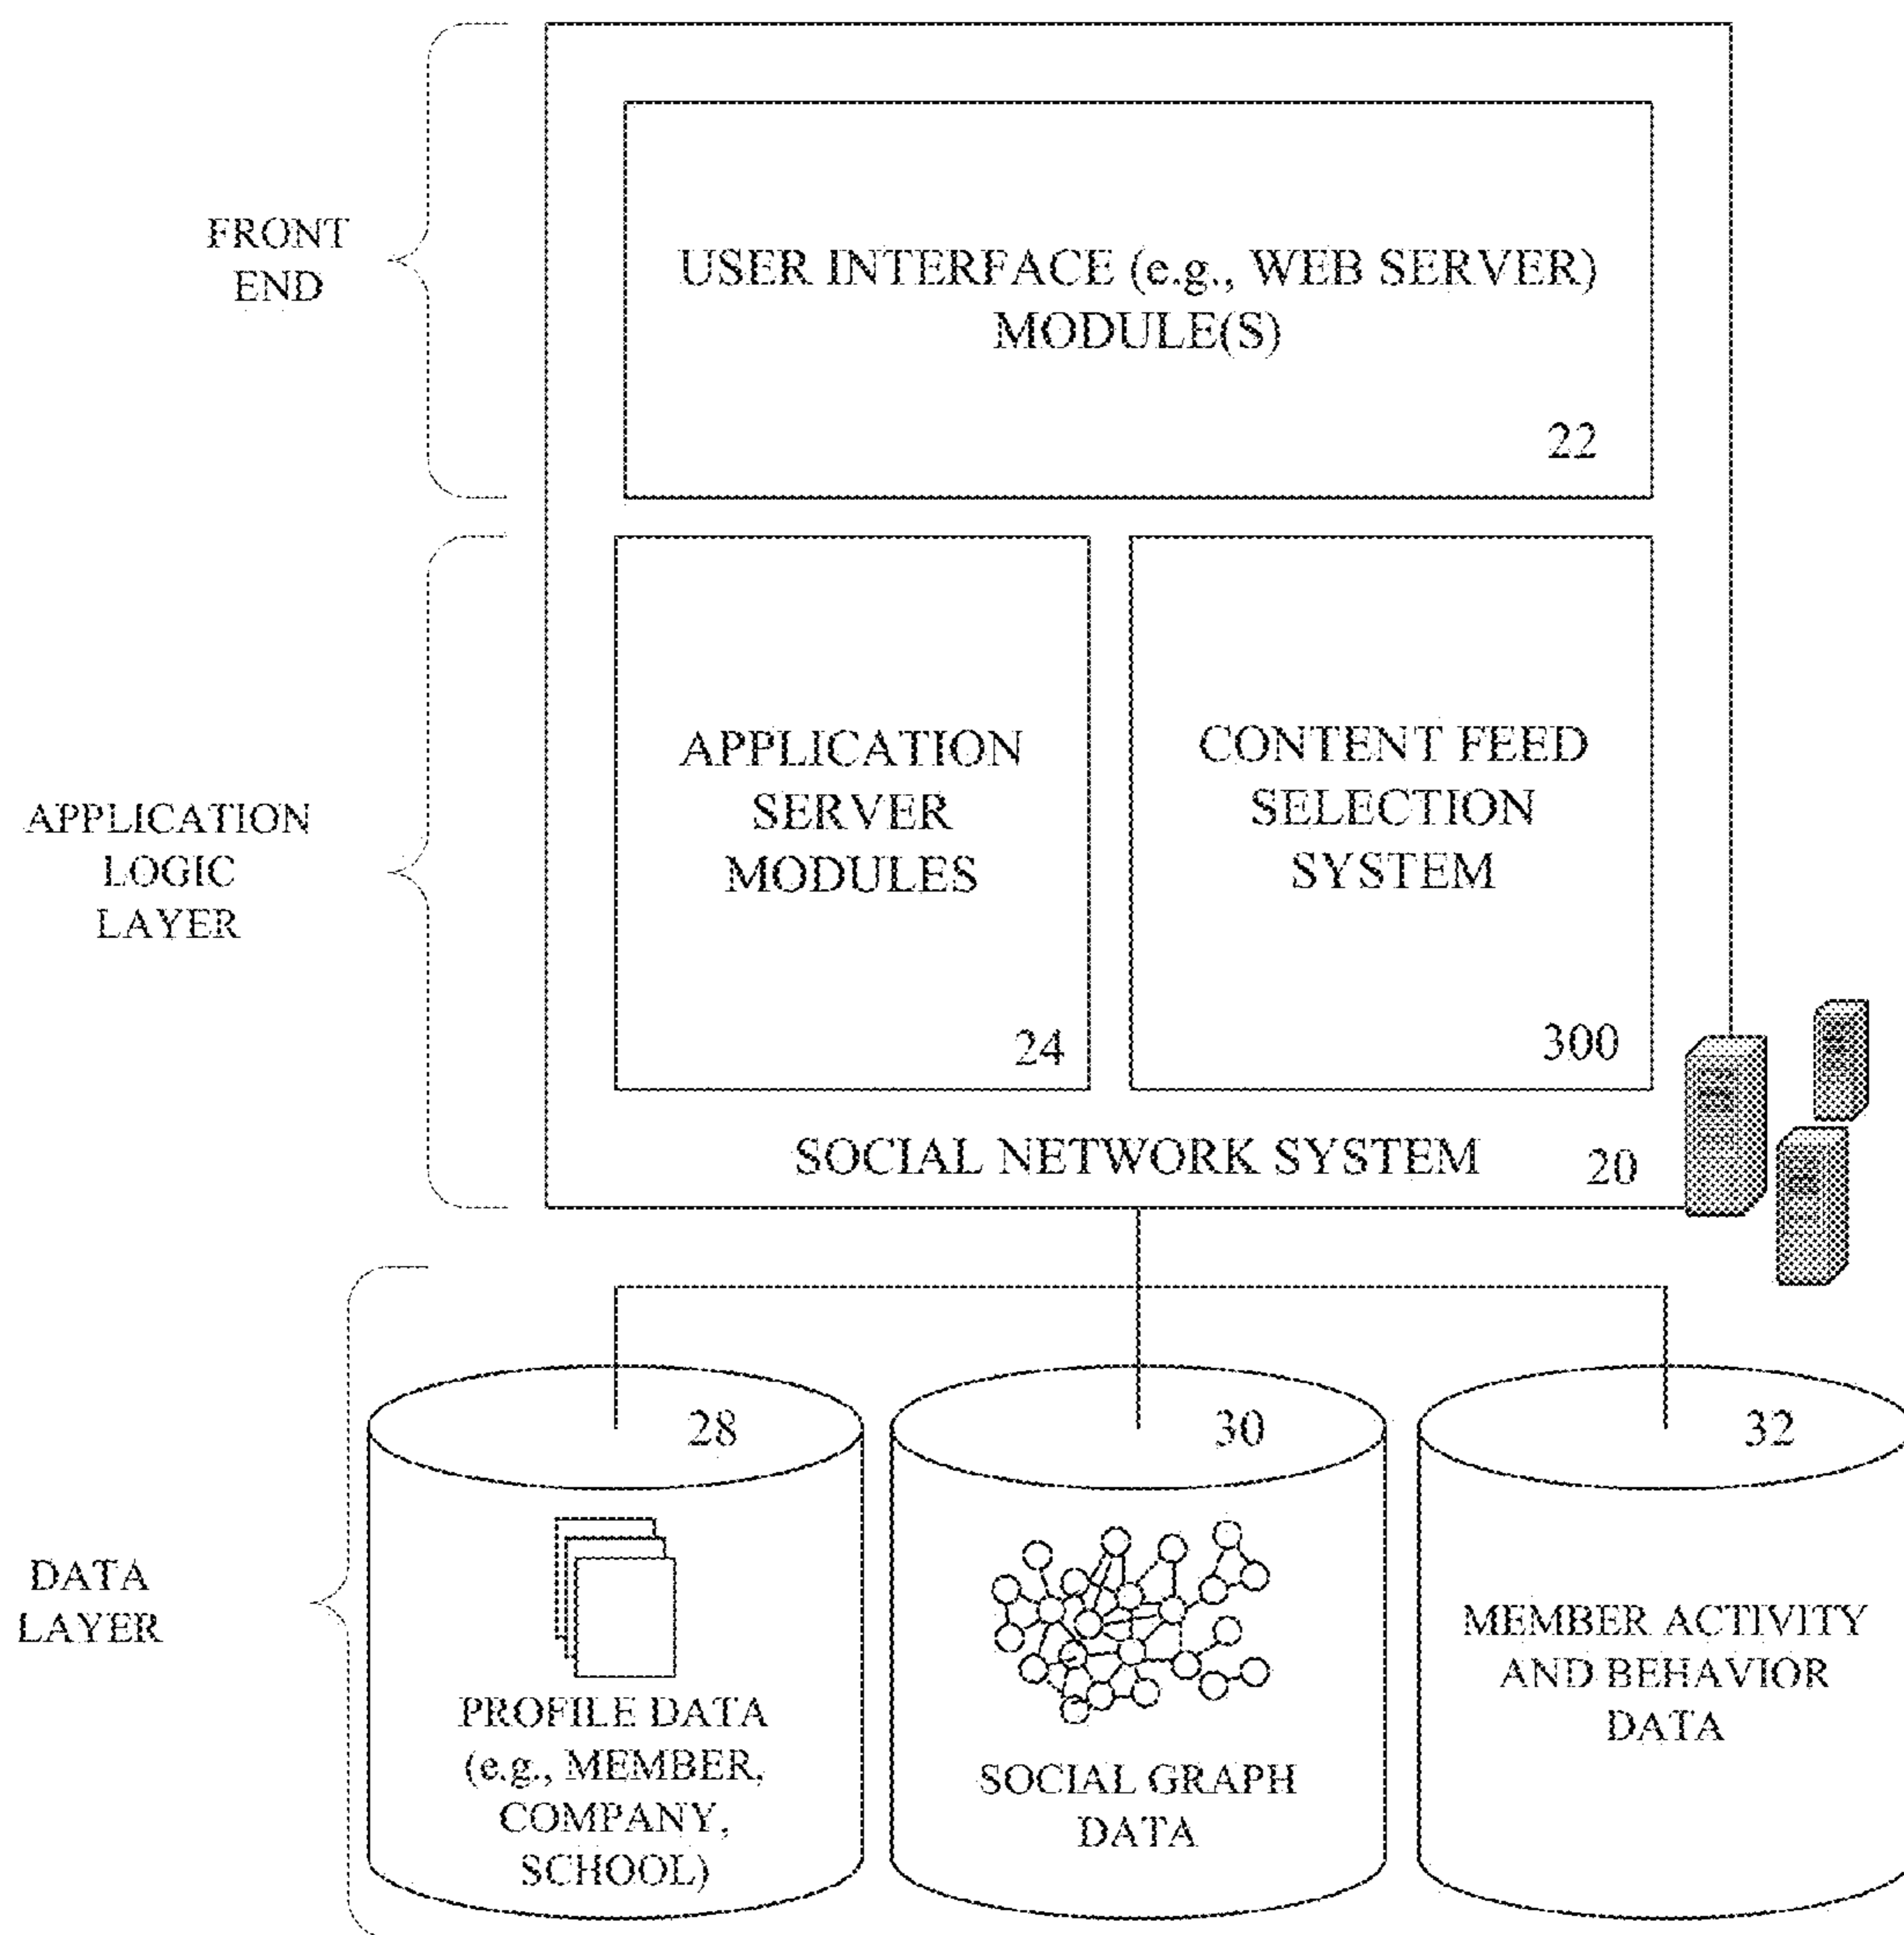 FRONT
END
USER INTERFACE (e.g., WEB SERVER)
MODULE(S)
22
APPLICATION
LOGIC
LAYER
APPLICATION
SERVER
MODULES
24
CONTENT FEED
SELECTION
SYSTEM
300
SOCIAL NETWORK SYSTEM
20
DATA
LAYER
28
PROFILE DATA
(e.g., MEMBER,
COMPANY,
SCHOOL)
30
SOCIAL GRAPH
DATA
32
MEMBER ACTIVITY
AND BEHAVIOR
DATA